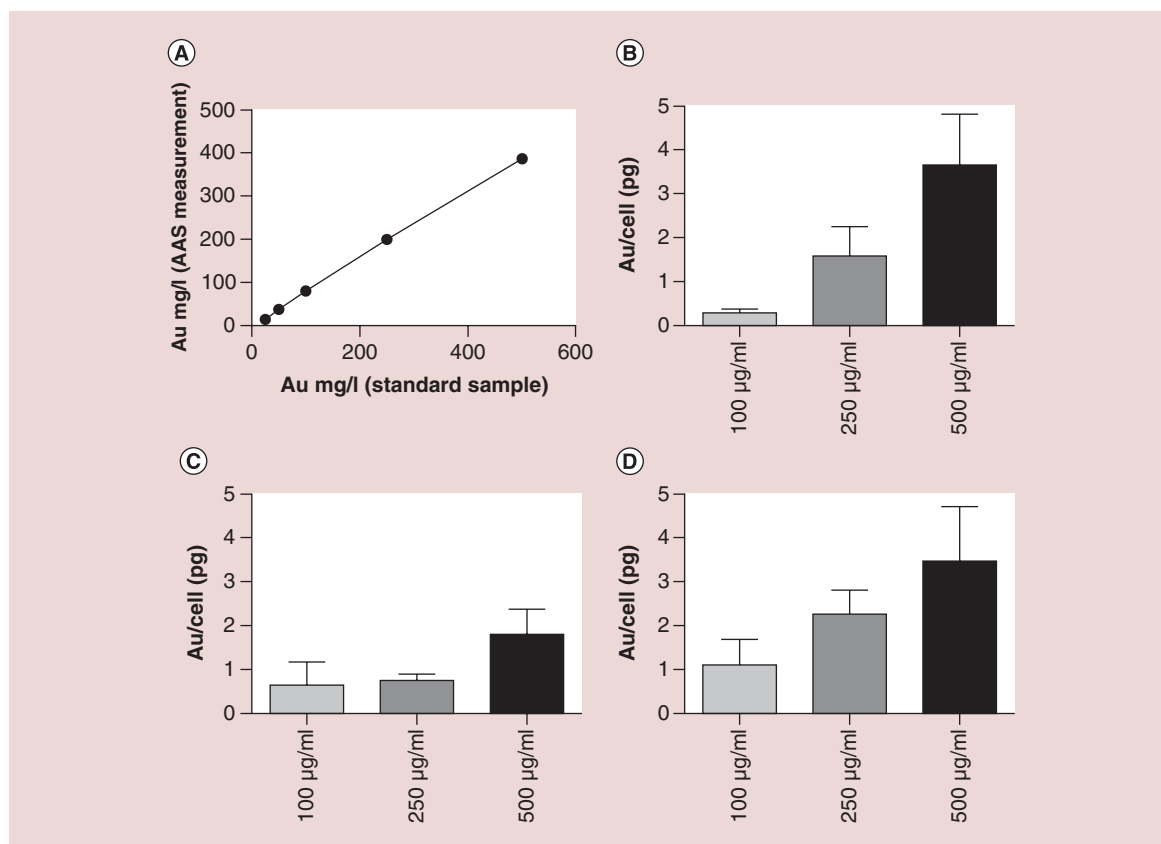 A
Au mg/l (AAS measurement)
500
400
300
200
100
0
0 200 400 600
Au mg/l (standard sample)
B
Au/cell (pg)
5
4
3
2
1
0
100 µg/ml
250 µg/ml
500 µg/ml
C
Au/cell (pg)
5
4
3
2
1
0
100 µg/ml
250 µg/ml
500 µg/ml
D
Au/cell (pg)
5
4
3
2
1
0
100 µg/ml
250 µg/ml
500 µg/ml